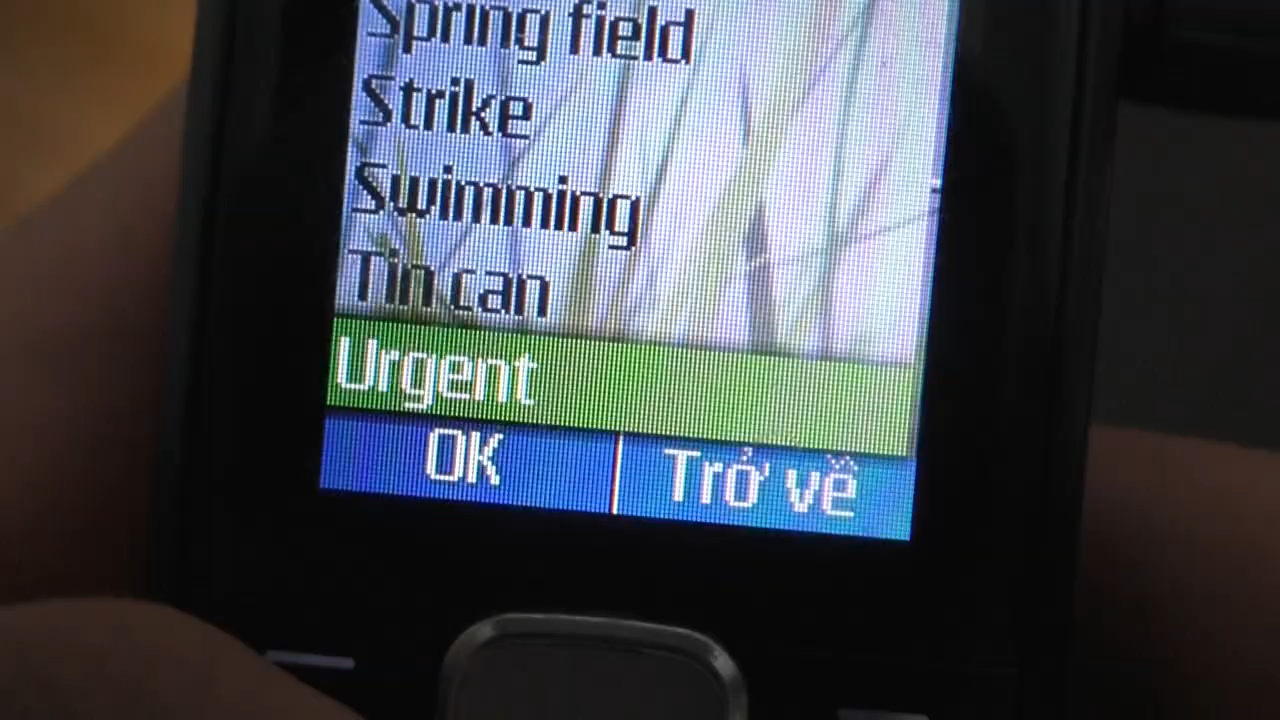 Spring field
Strike
Swimming
Tin can
Urgent
OK
Trở về